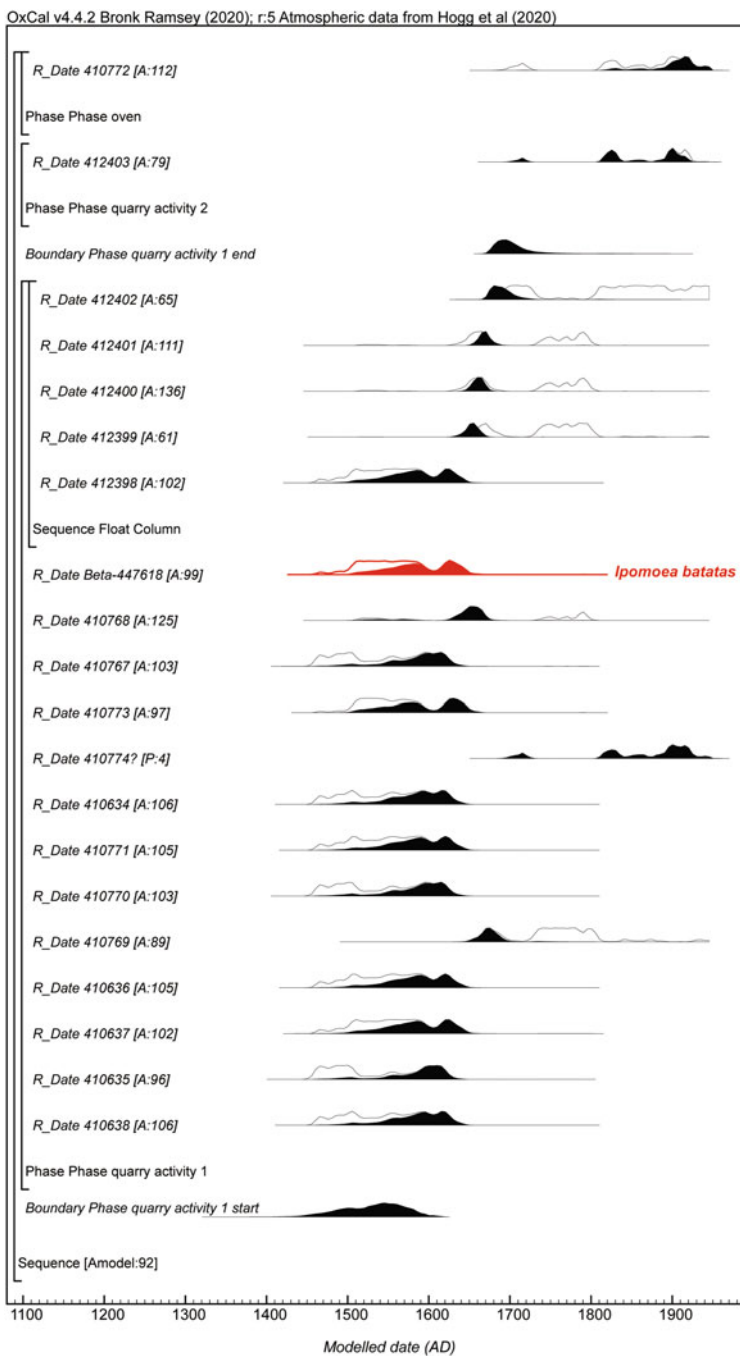 OxCal v4.4.2 Bronk Ramsey (2020); r:5 Atmospheric data from Hogg et al (2020)
R_Date 410772 [A:112]
Phase Phase oven
R_Date 412403 [A:79]
Phase Phase quarry activity 2
Boundary Phase quarry activity 1 end
R_Date 412402 [A:65]
R_Date 412401 [A:111]
R_Date 412400 [A:136]
R_Date 412399 [A:61]
R_Date 412398 [A:102]
Sequence Float Column
R_Date Beta-447618 [A:99] Ipomoea batatas
R_Date 410768 [A:125]
R_Date 410767 [A:103]
R_Date 410773 [A:97]
R_Date 410774? [P:4]
R_Date 410634 [A:106]
R_Date 410771 [A:105]
R_Date 410770 [A:103]
R_Date 410769 [A:89]
R_Date 410636 [A:105]
R_Date 410637 [A:102]
R_Date 410635 [A:96]
R_Date 410638 [A:106]
Phase Phase quarry activity 1
Boundary Phase quarry activity 1 start
Sequence [Amodel:92]
1100 1200 1300 1400 1500 1600 1700 1800 1900
Modelled date (AD)